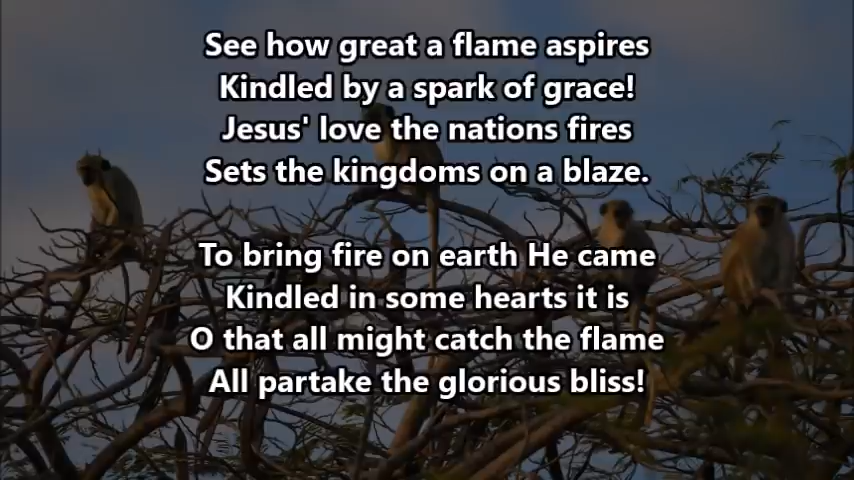 See how great a flame aspires
Kindled by a spark of grace!
Jesus' love the nations fires
Sets the kingdoms on a blaze.
To bring fire on earth He came
Kindled in some hearts it is
O that all might catch the flame
All partake the glorious bliss!